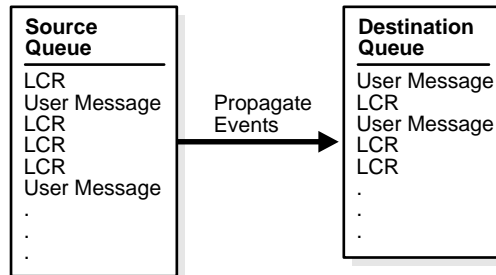 Source
Queue
LCR
User Message
LCR
LCR
LCR
User Message
.
.
.
Propagate
Events
Destination
Queue
User Message
LCR
User Message
LCR
LCR
.
.
.